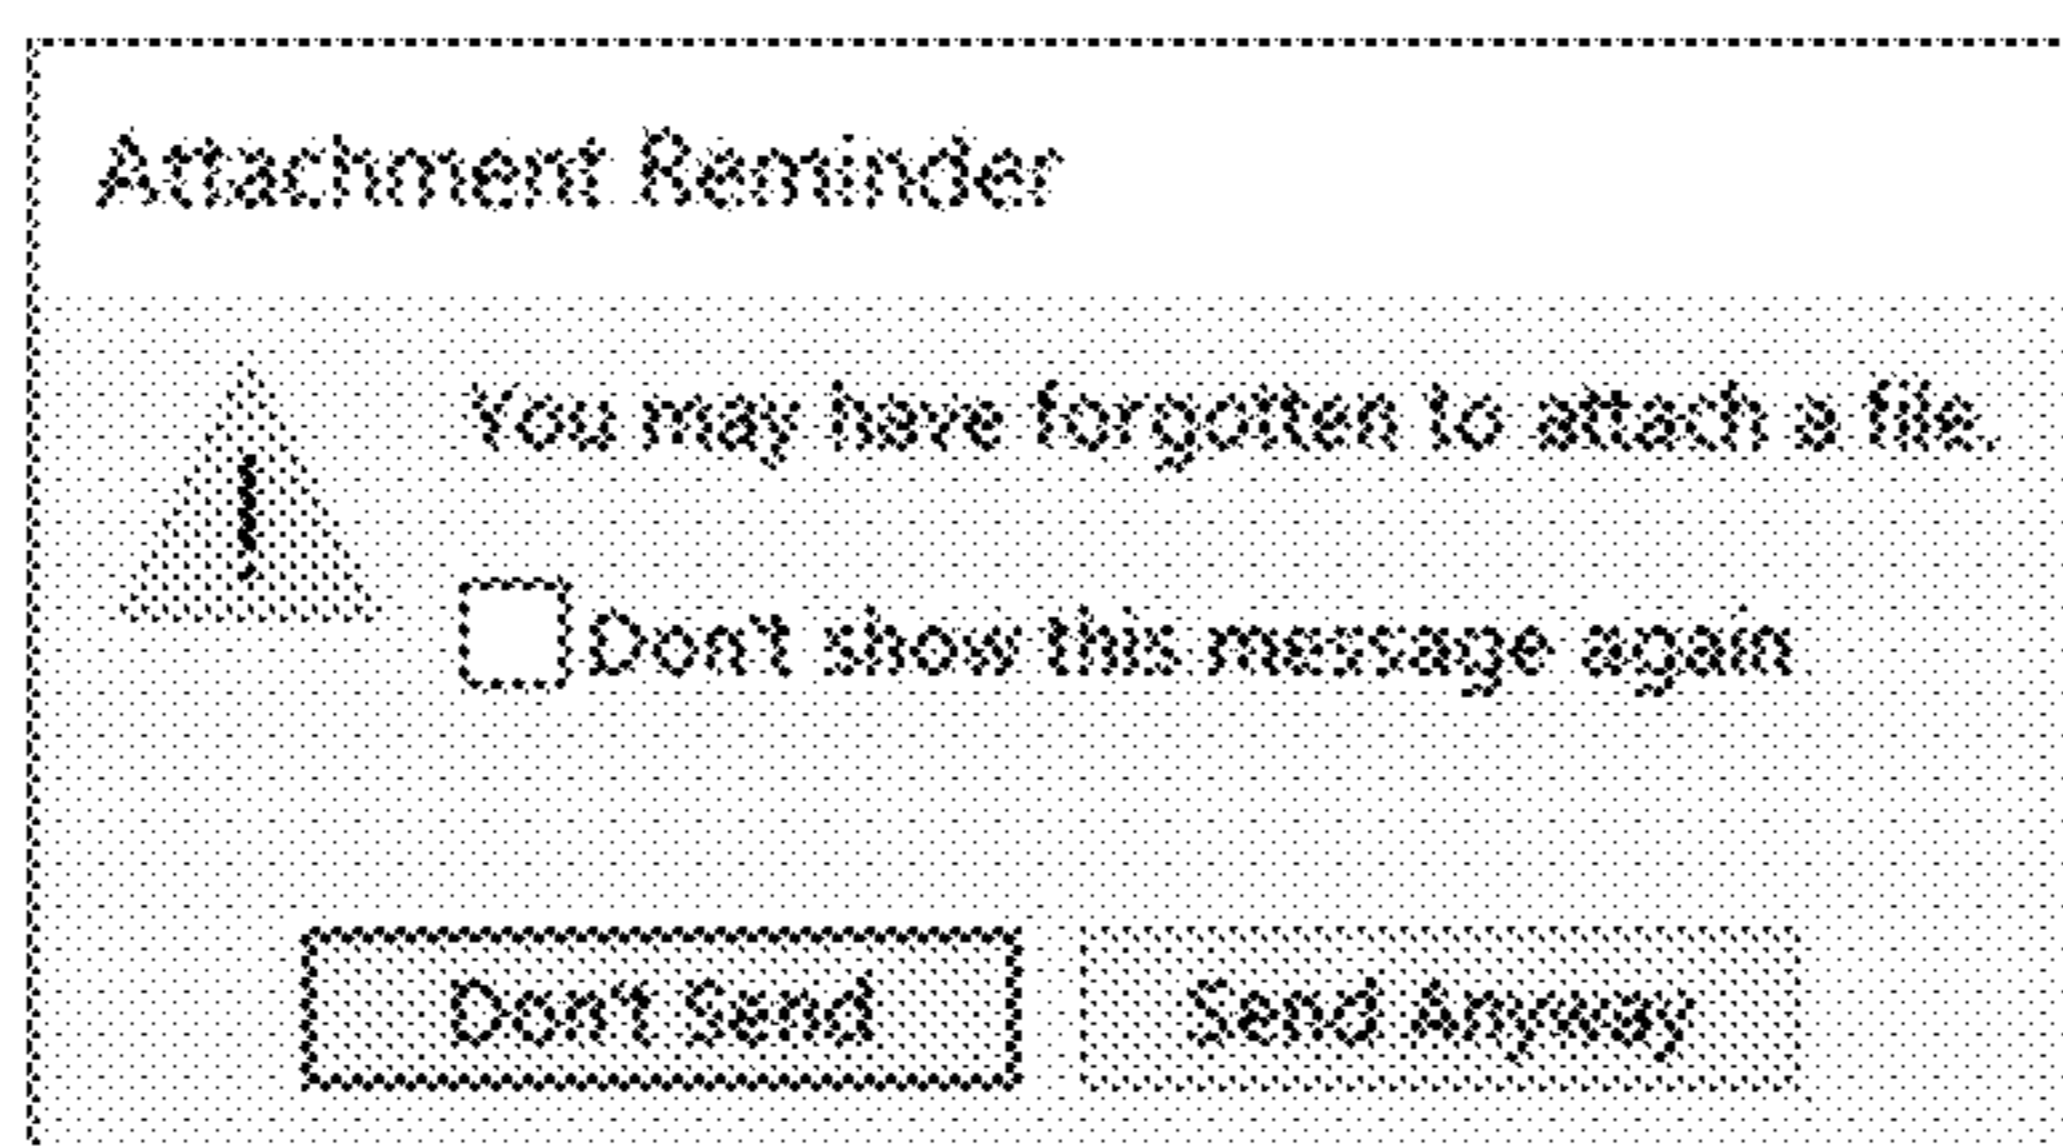 Attachment Reminder
You may have forgotten to attach a file.
Don't show this message again
Don't Send
Send Anyway